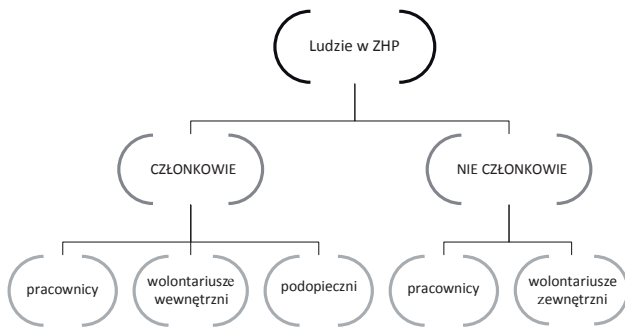 Ludzie w ZHP
CZŁONKOWIE
NIE CZŁONKOWIE
pracownicy
wolontariusze
wewnętrzni
podopieczni
pracownicy
wolontariusze
zewnętrzni